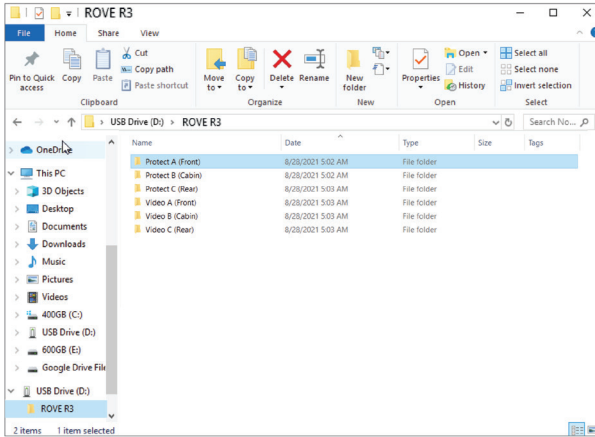 ROVE R3
File Home Share View
Pin to Quick access
Copy
Paste
Cut
Copy path
Paste shortcut
Move to
Copy to
Delete
Rename
New folder
Properties
Open
Edit
History
Select all
Select none
Invert selection
Clipboard Organize New Open Select
USB Drive (D:) > ROVE R3
Search No...
Name Date Type Size Tags
Protect A (Front) 8/28/2021 5:02 AM File folder
Protect B (Cabin) 8/28/2021 5:02 AM File folder
Protect C (Rear) 8/28/2021 5:03 AM File folder
Video A (Front) 8/28/2021 5:03 AM File folder
Video B (Cabin) 8/28/2021 5:03 AM File folder
Video C (Rear) 8/28/2021 5:03 AM File folder
OneDrive
This PC
3D Objects
Desktop
Documents
Downloads
Music
Pictures
Videos
400GB (C:)
USB Drive (D:)
600GB (E:)
Google Drive File
USB Drive (D:)
ROVE R3
2 items 1 item selected